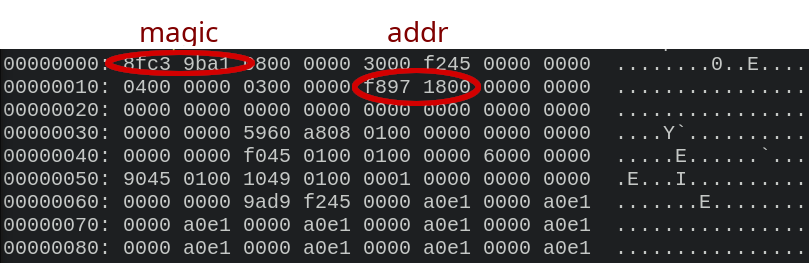 magic addr
00000000: 8fc3 9ba1 0800 0000 3000 f245 0000 0000 ........0..E....
00000010: 0400 0000 0300 0000 f897 1800 0000 0000 ................
00000020: 0000 0000 0000 0000 0000 0000 0000 0000 ................
00000030: 0000 0000 5960 a808 0100 0000 0000 0000 ....Y`..........
00000040: 0000 0000 f045 0100 0100 0000 6000 0000 .....E......`...
00000050: 9045 0100 1049 0100 0001 0000 0000 0000 .E...I..........
00000060: 0000 0000 9ad9 f245 0000 a0e1 0000 a0e1 .......E........
00000070: 0000 a0e1 0000 a0e1 0000 a0e1 0000 a0e1 ................
00000080: 0000 a0e1 0000 a0e1 0000 a0e1 0000 a0e1 ................